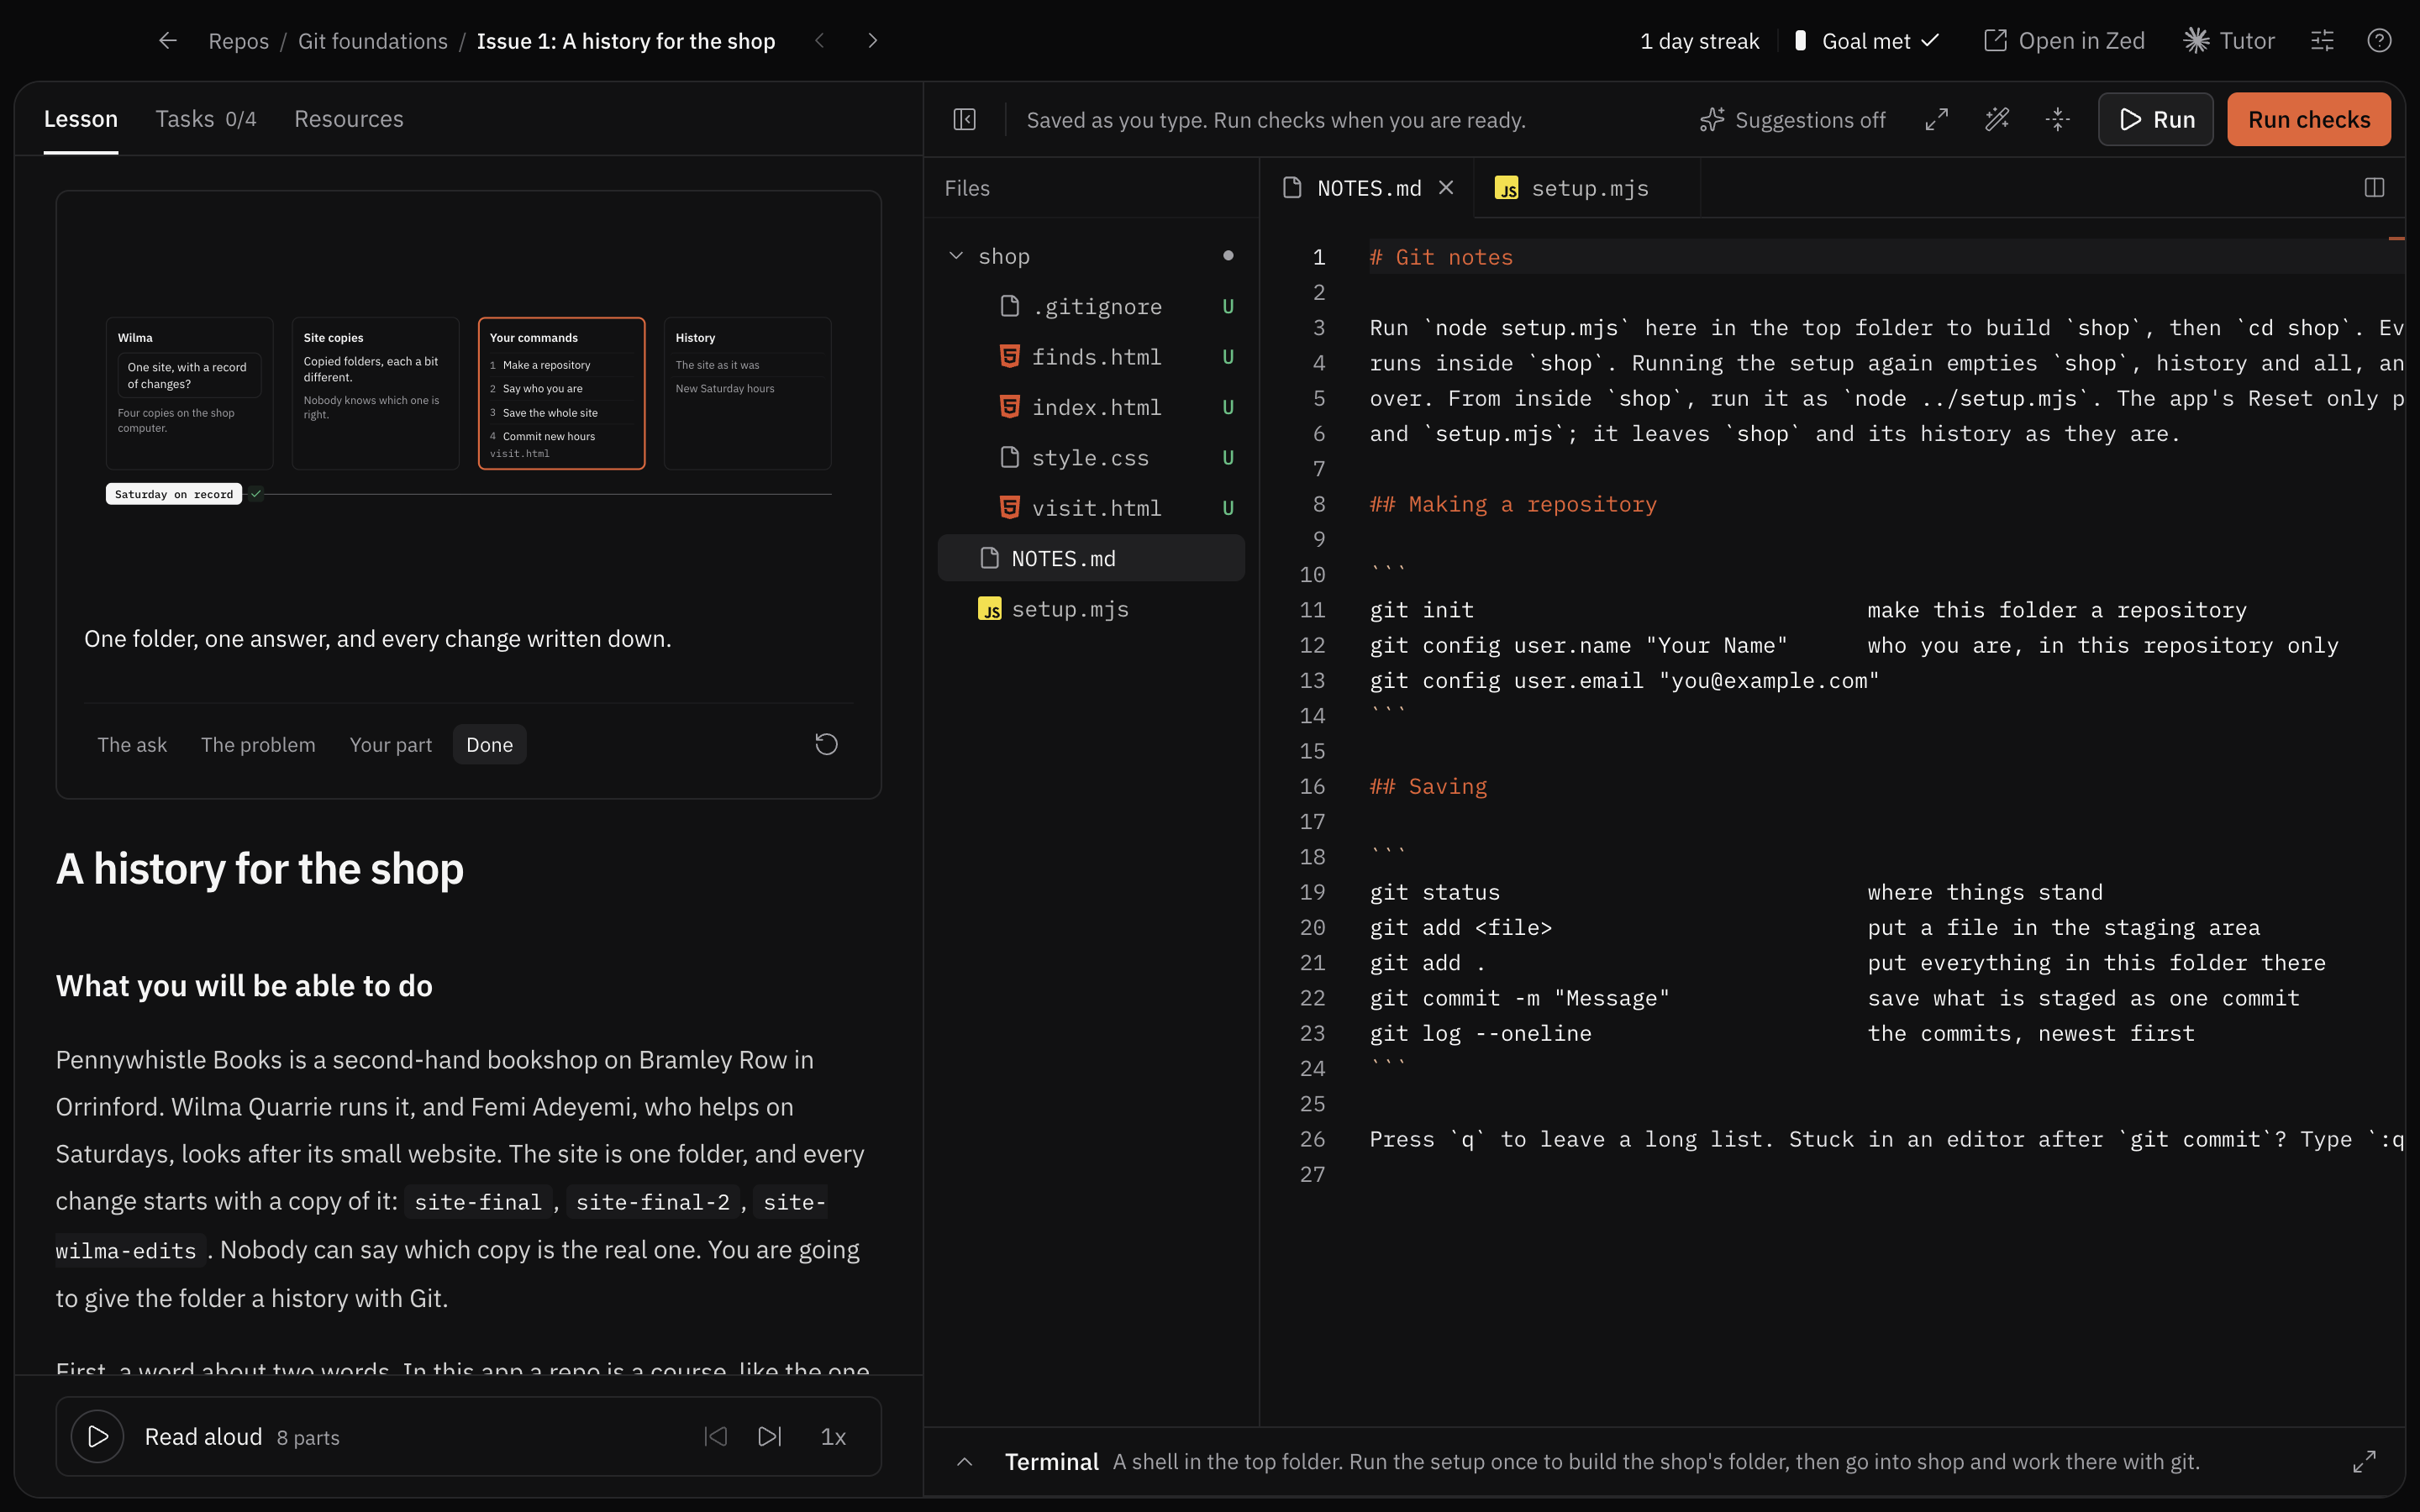 Repos / Git foundations / Issue 1: A history for the shop
1 day streak
Goal met
Open in Zed
Tutor
Lesson
Tasks 0/4
Resources
Wilma
One site, with a record
of changes?
Four copies on the shop
computer.
Site copies
Copied folders, each a bit
different.
Nobody knows which one is
right.
Your commands
1 Make a repository
2 Say who you are
3 Save the whole site
4 Commit new hours
visit.html
History
The site as it was
New Saturday hours
Saturday on record
One folder, one answer, and every change written down.
The ask
The problem
Your part
Done
A history for the shop
What you will be able to do
Pennywhistle Books is a second-hand bookshop on Bramley Row in
Orrinford. Wilma Quarrie runs it, and Femi Adeyemi, who helps on
Saturdays, looks after its small website. The site is one folder, and every
change starts with a copy of it: site-final, site-final-2, site-
wilma-edits. Nobody can say which copy is the real one. You are going
to give the folder a history with Git.
First, a word about two words. In this app a repo is a course, like the one
Read aloud 8 parts
1x
Saved as you type. Run checks when you are ready.
Suggestions off
Run
Run checks
Files
shop
.gitignore U
finds.html U
index.html U
style.css U
visit.html U
NOTES.md
JS setup.mjs
NOTES.md
JS setup.mjs
1 # Git notes
2
3 Run `node setup.mjs` here in the top folder to build `shop`, then `cd shop`. Ev
4 runs inside `shop`. Running the setup again empties `shop`, history and all, an
5 over. From inside `shop`, run it as `node ../setup.mjs`. The app's Reset only p
6 and `setup.mjs`; it leaves `shop` and its history as they are.
7
8 ## Making a repository
9
10 ```
11 git init make this folder a repository
12 git config user.name "Your Name" who you are, in this repository only
13 git config user.email "you@example.com"
14 ```
15
16 ## Saving
17
18 ```
19 git status where things stand
20 git add <file> put a file in the staging area
21 git add . put everything in this folder there
22 git commit -m "Message" save what is staged as one commit
23 git log --oneline the commits, newest first
24 ```
25
26 Press `q` to leave a long list. Stuck in an editor after `git commit`? Type `:q
27
Terminal A shell in the top folder. Run the setup once to build the shop's folder, then go into shop and work there with git.